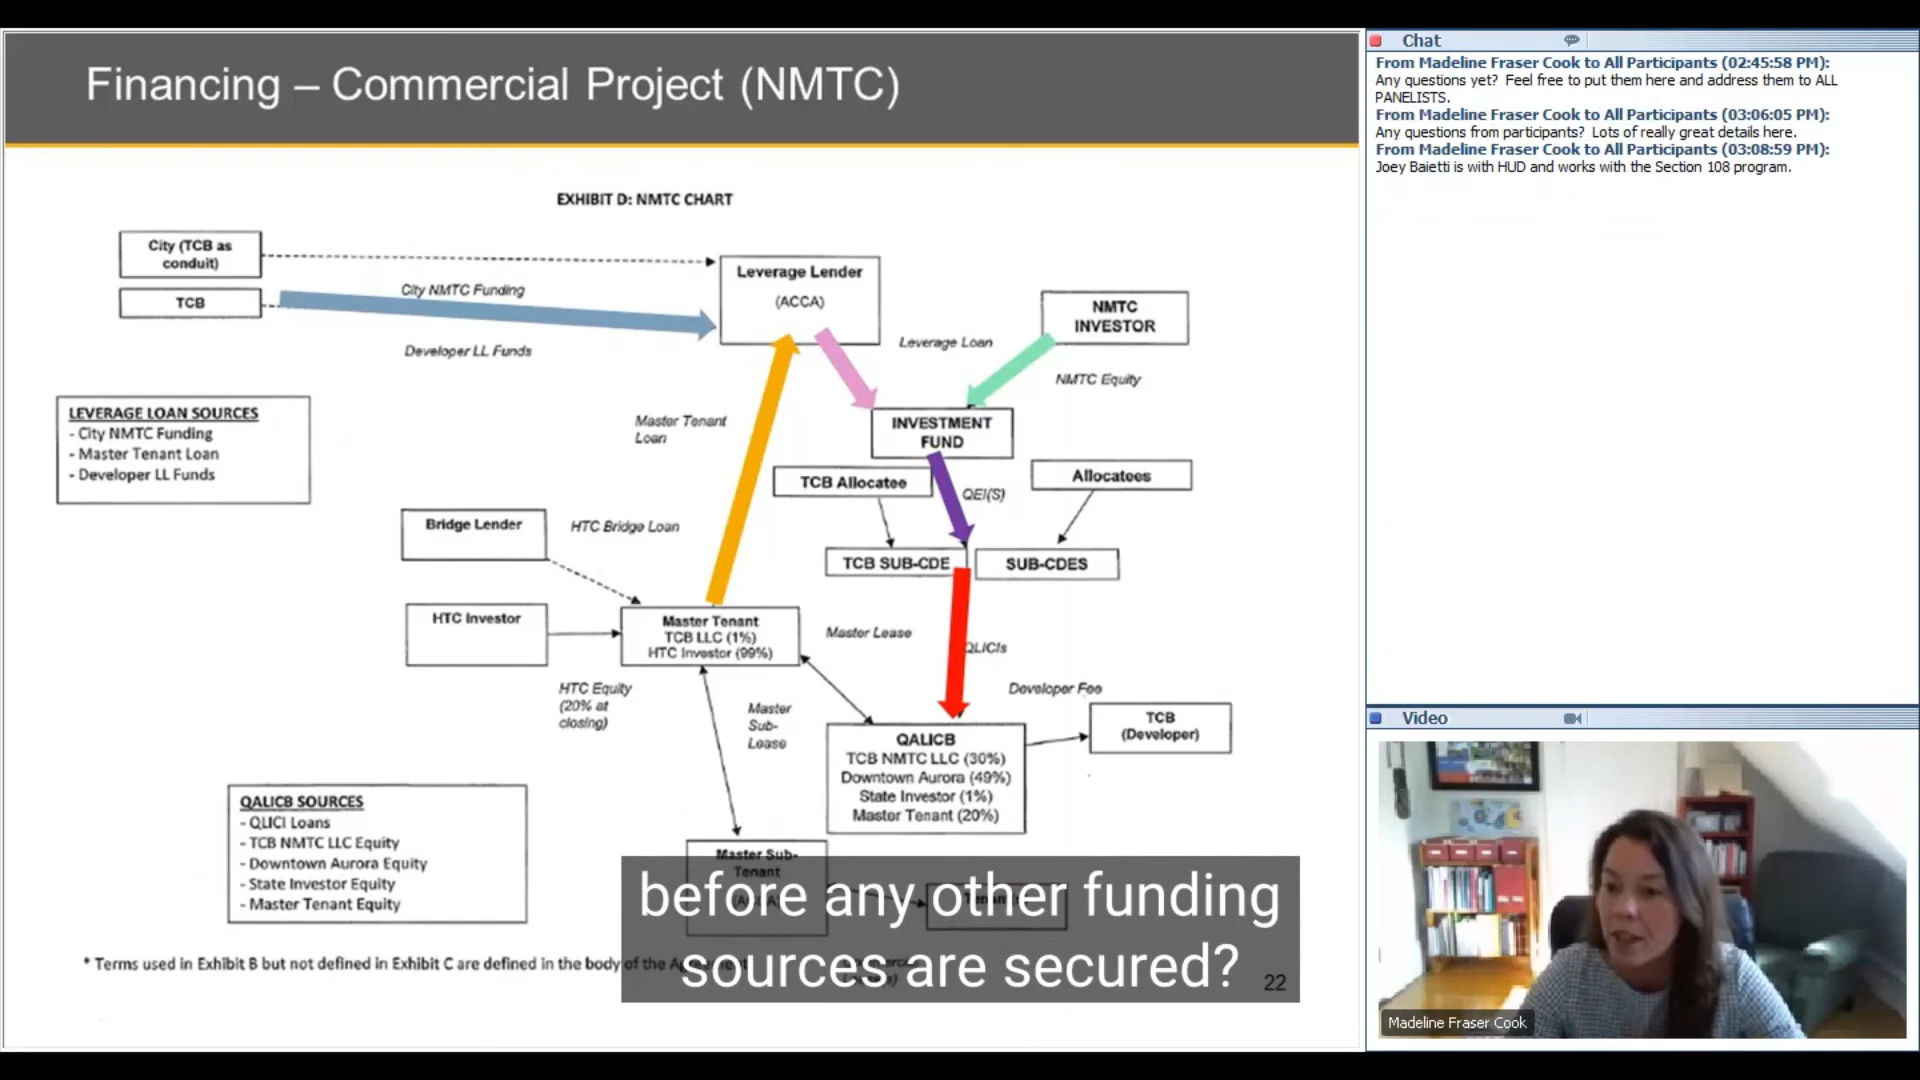 Financing – Commercial Project (NMTC)
EXHIBIT D: NMTC CHART
City (TCB as
conduit)
TCB
City NMTC Funding
Developer LL Funds
Leverage Lender
(ACCA)
NMTC
INVESTOR
Leverage Loan
NMTC Equity
LEVERAGE LOAN SOURCES
- City NMTC Funding
- Master Tenant Loan
- Developer LL Funds
Master Tenant
Loan
INVESTMENT
FUND
TCB Allocatee
QEI(S)
Allocatees
Bridge Lender
HTC Bridge Loan
TCB SUB-CDE
SUB-CDES
HTC Investor
Master Tenant
TCB LLC (1%)
HTC Investor (99%)
Master Lease
QLICIs
HTC Equity
(20% at
closing)
Master
Sub-
Lease
Developer Fee
TCB
(Developer)
QALICB
TCB NMTC LLC (30%)
Downtown Aurora (49%)
State Investor (1%)
Master Tenant (20%)
QALICB SOURCES
- QLICI Loans
- TCB NMTC LLC Equity
- Downtown Aurora Equity
- State Investor Equity
- Master Tenant Equity
Master Sub-
Tenant
* Terms used in Exhibit B but not defined in Exhibit C are defined in the body of the
22
before any other funding
sources are secured?
Chat
From Madeline Fraser Cook to All Participants (02:45:58 PM):
Any questions yet? Feel free to put them here and address them to ALL
PANELISTS.
From Madeline Fraser Cook to All Participants (03:06:05 PM):
Any questions from participants? Lots of really great details here.
From Madeline Fraser Cook to All Participants (03:08:59 PM):
Joey Baietti is with HUD and works with the Section 108 program.
Video
Madeline Fraser Cook